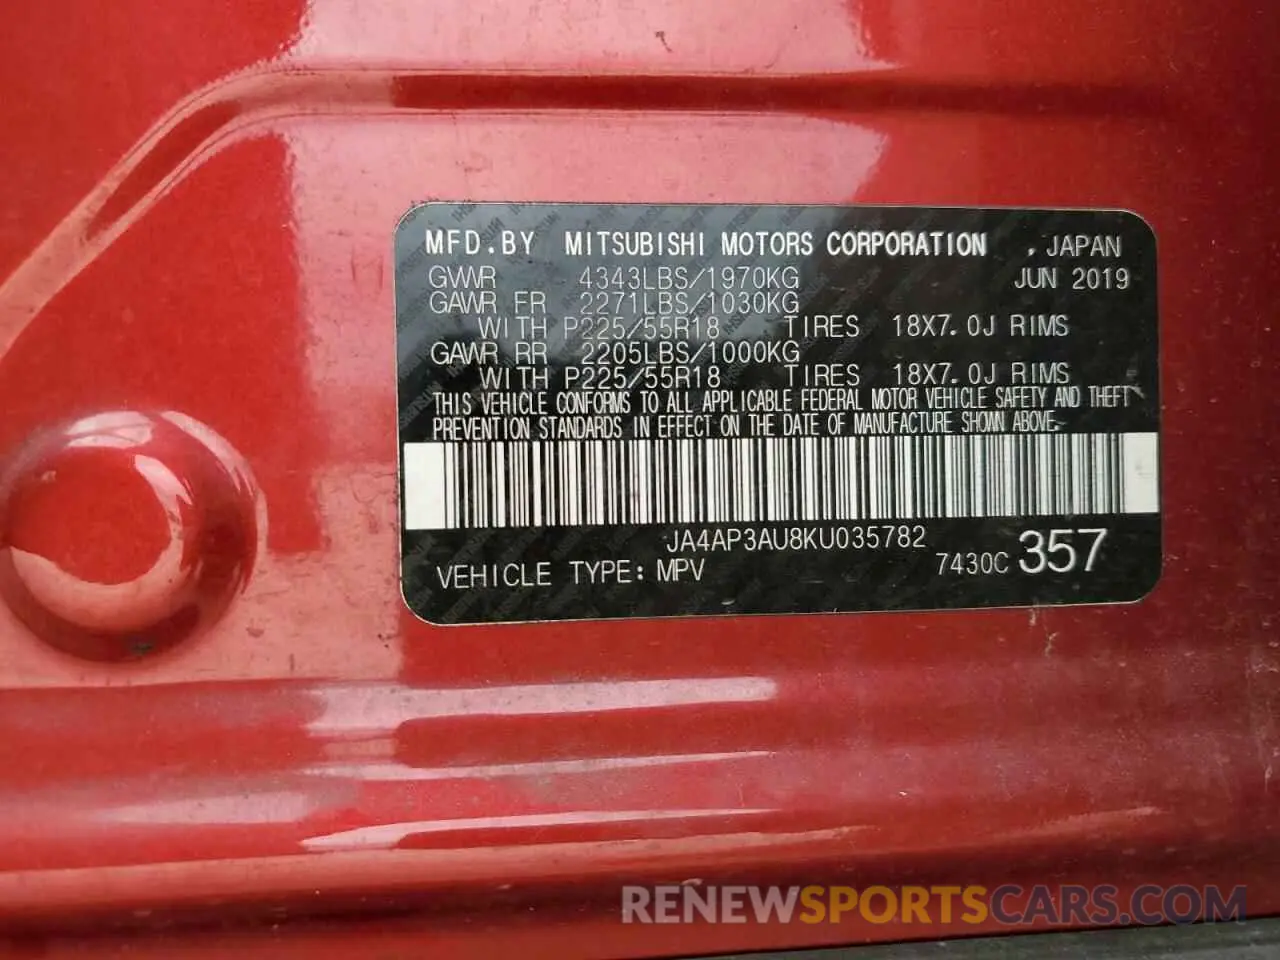 MFD.BY MITSUBISHI MOTORS CORPORATION , JAPAN
GVWR 4343LBS/1970KG JUN 2019
GAWR FR 2271LBS/1030KG
WITH P225/55R18 TIRES 18X7.0J RIMS
GAWR RR 2205LBS/1000KG
WITH P225/55R18 TIRES 18X7.0J RIMS
THIS VEHICLE CONFORMS TO ALL APPLICABLE FEDERAL MOTOR VEHICLE SAFETY AND THEFT
PREVENTION STANDARDS IN EFFECT ON THE DATE OF MANUFACTURE SHOWN ABOVE.
JA4AP3AU8KU035782
VEHICLE TYPE: MPV 7430C 357
RENEWSPORTSCARS.COM